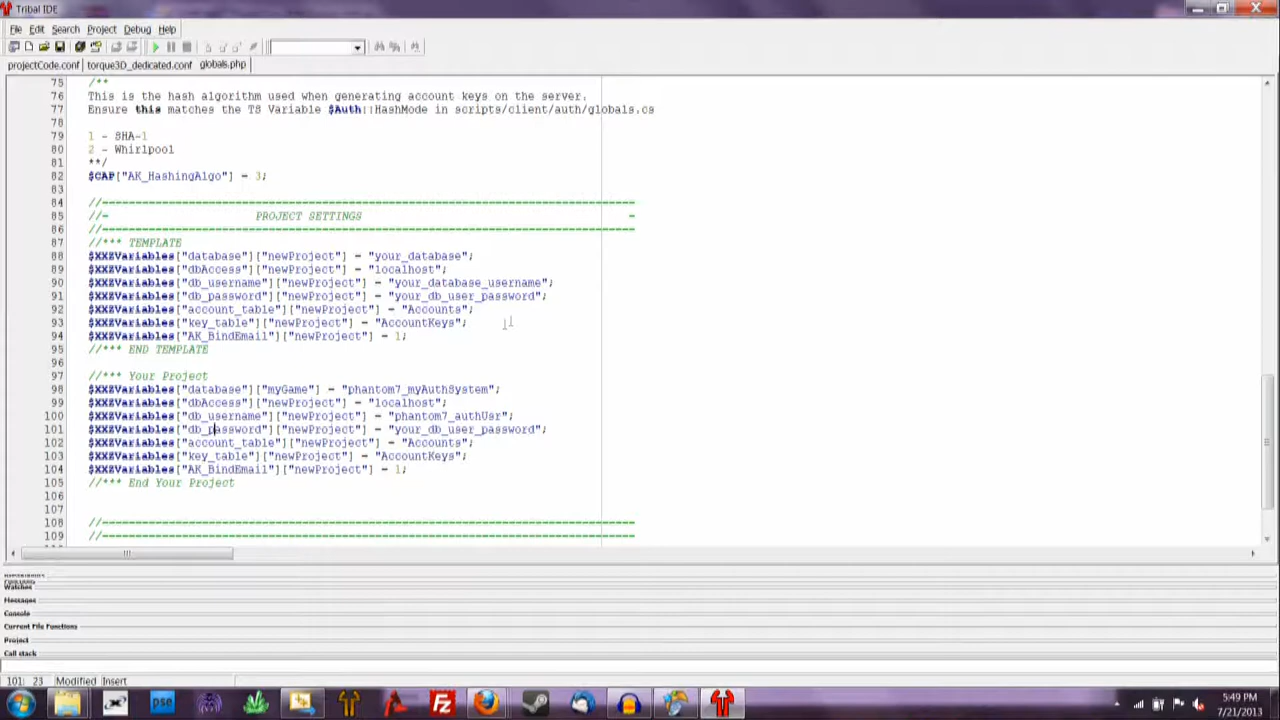 Tribal IDE
File Edit Search Project Debug Help
projectCode.conf torque3D_dedicated.conf globals.php
75 /**
76 This is the hash algorithm used when generating account keys on the server.
77 Ensure this matches the TS Variable $Auth::HashMode in scripts/client/auth/globals.cs
78
79 1 - SHA-1
80 2 - Whirlpool
81 **/
82 $CAP["AK_HashingAlgo"] = 3;
83
84 //--------------------------------------------------------------------------------
85 //- PROJECT SETTINGS -
86 //--------------------------------------------------------------------------------
87 //*** TEMPLATE
88 $XXZVariables["database"]["newProject"] = "your_database";
89 $XXZVariables["dbAccess"]["newProject"] = "localhost";
90 $XXZVariables["db_username"]["newProject"] = "your_database_username";
91 $XXZVariables["db_password"]["newProject"] = "your_db_user_password";
92 $XXZVariables["account_table"]["newProject"] = "Accounts";
93 $XXZVariables["key_table"]["newProject"] = "AccountKeys";
94 $XXZVariables["AK_BindEmail"]["newProject"] = 1;
95 //*** END TEMPLATE
96
97 //*** Your Project
98 $XXZVariables["database"]["myGame"] = "phantom7_myAuthSystem";
99 $XXZVariables["dbAccess"]["newProject"] = "localhost";
100 $XXZVariables["db_username"]["newProject"] = "phantom7_authUsr";
101 $XXZVariables["db_password"]["newProject"] = "your_db_user_password";
102 $XXZVariables["account_table"]["newProject"] = "Accounts";
103 $XXZVariables["key_table"]["newProject"] = "AccountKeys";
104 $XXZVariables["AK_BindEmail"]["newProject"] = 1;
105 //*** End Your Project
106
107
108 //--------------------------------------------------------------------------------
109 //--------------------------------------------------------------------------------
Watches
Messages
Console
Current File Functions
Project
Call stack
101: 23 Modified Insert
pse
Fz
5:49 PM
7/21/2013